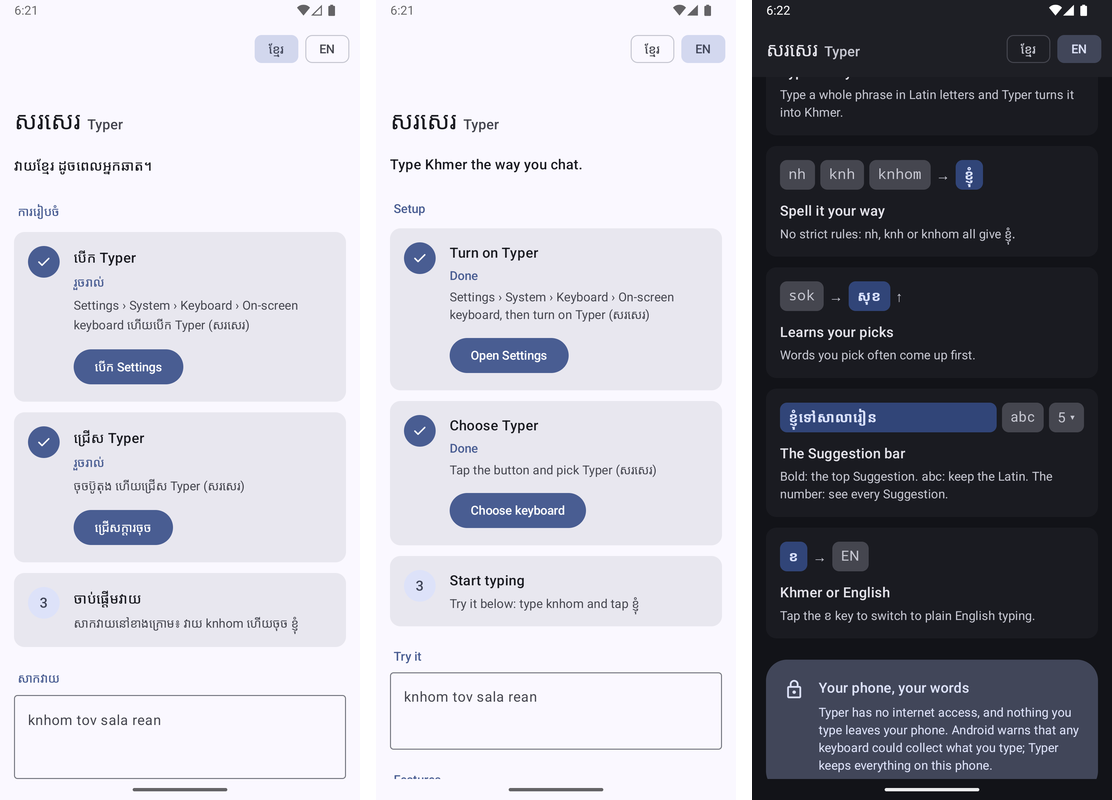 6:21
ខ្មែរ EN
សរសេរ Typer
វាយខ្មែរ ដូចពេលអ្នកឆាត។
ការរៀបចំ
បើក Typer
រួចរាល់
Settings › System › Keyboard › On-screen
keyboard ហើយបើក Typer (សរសេរ)
បើក Settings
ជ្រើស Typer
រួចរាល់
ចុចប៊ូតុង ហើយជ្រើស Typer (សរសេរ)
ជ្រើសក្ដារចុច
3 ចាប់ផ្ដើមវាយ
សាកវាយនៅខាងក្រោម៖ វាយ knhom ហើយចុច ខ្ញុំ
សាកវាយ
knhom tov sala rean
6:21
ខ្មែរ EN
សរសេរ Typer
Type Khmer the way you chat.
Setup
Turn on Typer
Done
Settings › System › Keyboard › On-screen
keyboard, then turn on Typer (សរសេរ)
Open Settings
Choose Typer
Done
Tap the button and pick Typer (សរសេរ)
Choose keyboard
3 Start typing
Try it below: type knhom and tap ខ្ញុំ
Try it
knhom tov sala rean
Features
6:22
សរសេរ Typer ខ្មែរ EN
Type a whole phrase in Latin letters and Typer turns it
into Khmer.
nh knh knhom → ខ្ញុំ
Spell it your way
No strict rules: nh, knh or knhom all give ខ្ញុំ.
sok → សុខ ↑
Learns your picks
Words you pick often come up first.
ខ្ញុំទៅសាលារៀន abc 5 ▾
The Suggestion bar
Bold: the top Suggestion. abc: keep the Latin. The
number: see every Suggestion.
ខ → EN
Khmer or English
Tap the ខ key to switch to plain English typing.
Your phone, your words
Typer has no internet access, and nothing you
type leaves your phone. Android warns that any
keyboard could collect what you type; Typer
keeps everything on this phone.